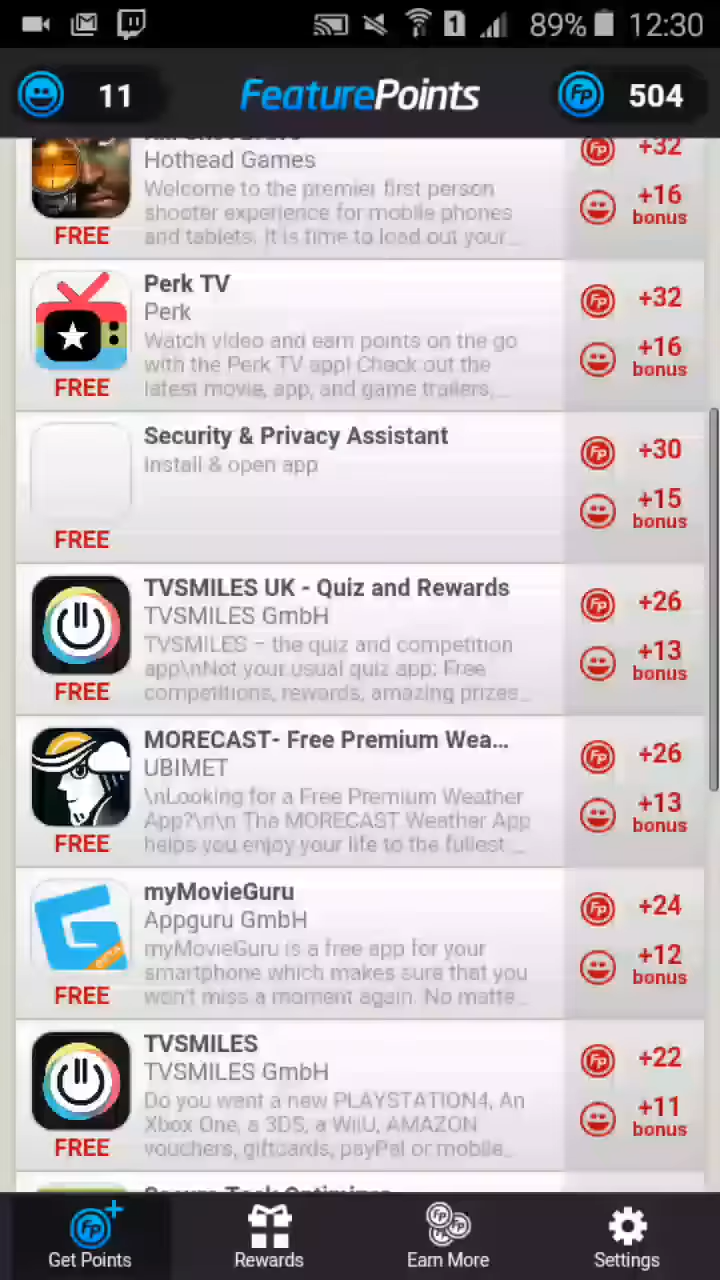 89% 12:30
11 FeaturePoints FP 504
Hothead Games
Welcome to the premier first person
shooter experience for mobile phones
and tablets. It is time to load out your...
FREE
FP +32
+16
bonus
Perk TV
Perk
Watch video and earn points on the go
with the Perk TV app! Check out the
latest movie, app, and game trailers,...
FREE
FP +32
+16
bonus
Security & Privacy Assistant
Install & open app
FREE
FP +30
+15
bonus
TVSMILES UK - Quiz and Rewards
TVSMILES GmbH
TVSMILES – the quiz and competition
app\nNot your usual quiz app: Free
competitions, rewards, amazing prizes...
FREE
FP +26
+13
bonus
MORECAST- Free Premium Wea...
UBIMET
\nLooking for a Free Premium Weather
App?\n\n The MORECAST Weather App
helps you enjoy your life to the fullest ...
FREE
FP +26
+13
bonus
myMovieGuru
Appguru GmbH
myMovieGuru is a free app for your
smartphone which makes sure that you
won't miss a moment again. No matte...
BETA
FREE
FP +24
+12
bonus
TVSMILES
TVSMILES GmbH
Do you want a new PLAYSTATION4, An
Xbox One, a 3DS, a WiiU, AMAZON
vouchers, giftcards, payPal or mobile...
FREE
FP +22
+11
bonus
Get Points Rewards Earn More Settings